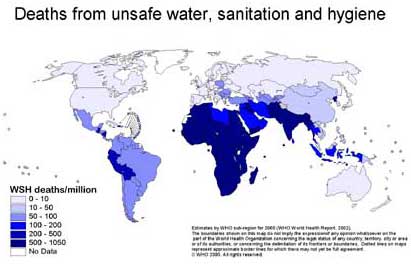 Deaths from unsafe water, sanitation and hygiene
WSH deaths/million
0 - 10
10 - 50
50 - 100
100 - 200
200 - 500
500 - 1050
No Data
Estimates by WHO sub-region for 2000 (WHO World Health Report, 2002).
The boundaries shown on this map do not imply the expression of any opinion whatsoever on the
part of the World Health Organization concerning the legal status of any country, territory, city or area
or of its authorities, or concerning the delimitation of its frontiers or boundaries. Dotted lines on maps
represent approximate border lines for which there may not yet be full agreement.
© WHO 2005. All rights reserved.